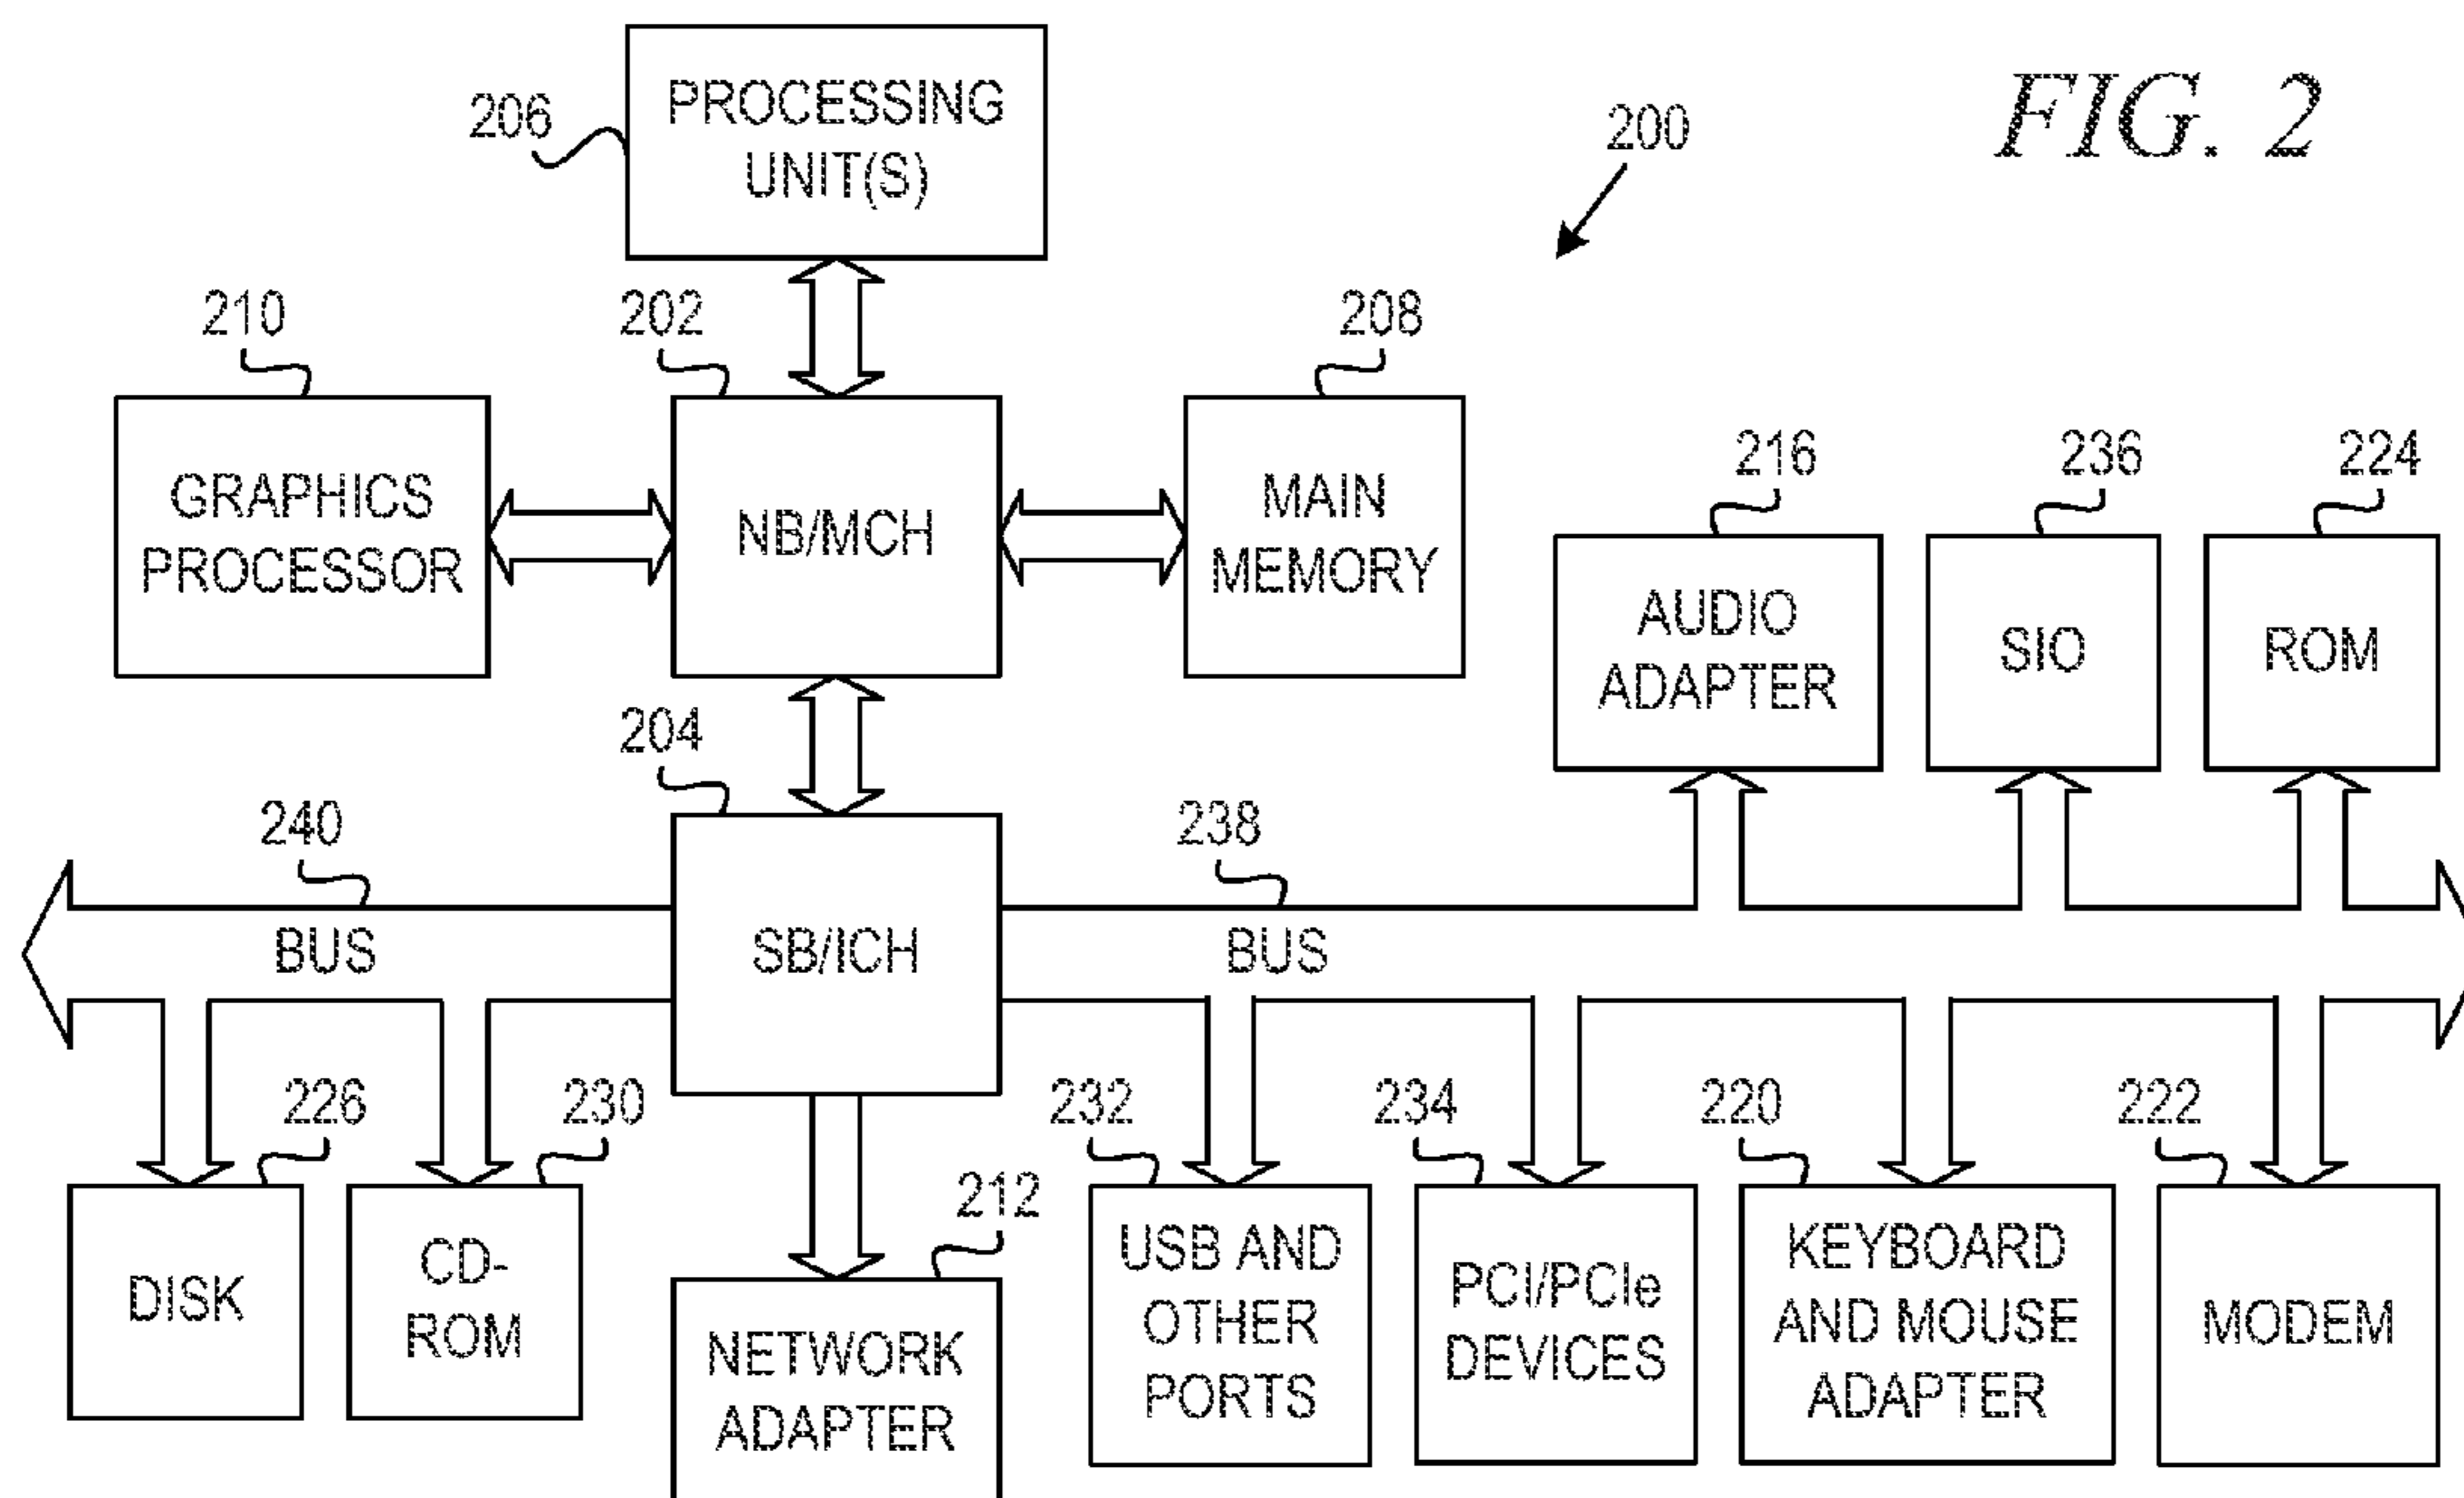 FIG. 2
200
206
PROCESSING
UNIT(S)
210
202
208
GRAPHICS
PROCESSOR
NB/MCH
MAIN
MEMORY
216
236
224
AUDIO
ADAPTER
SIO
ROM
204
240
238
BUS
SB/ICH
BUS
226
230
212
232
234
220
222
DISK
CD-
ROM
NETWORK
ADAPTER
USB AND
OTHER
PORTS
PCI/PCIe
DEVICES
KEYBOARD
AND MOUSE
ADAPTER
MODEM